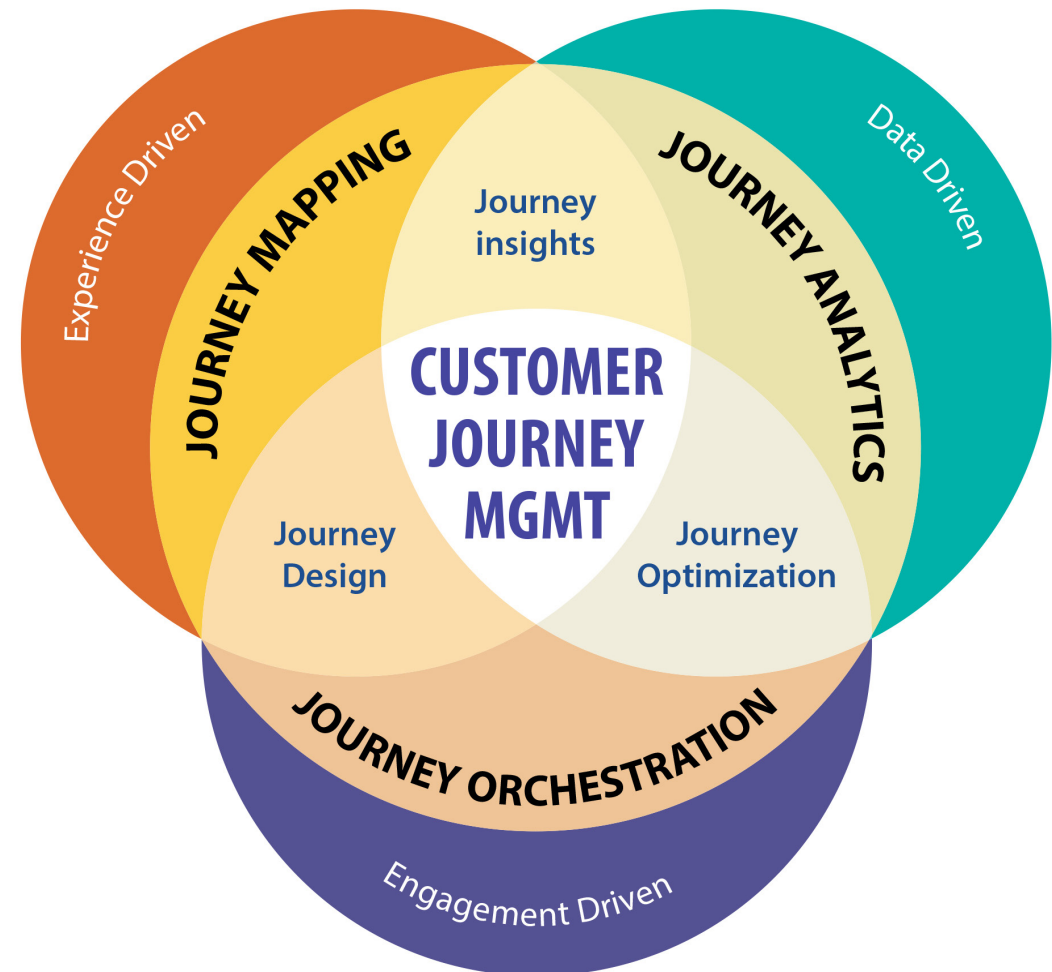 Experience Driven
JOURNEY MAPPING
Journey
insights
JOURNEY ANALYTICS
Data Driven
CUSTOMER
JOURNEY
MGMT
Journey
Design
Journey
Optimization
JOURNEY ORCHESTRATION
Engagement Driven